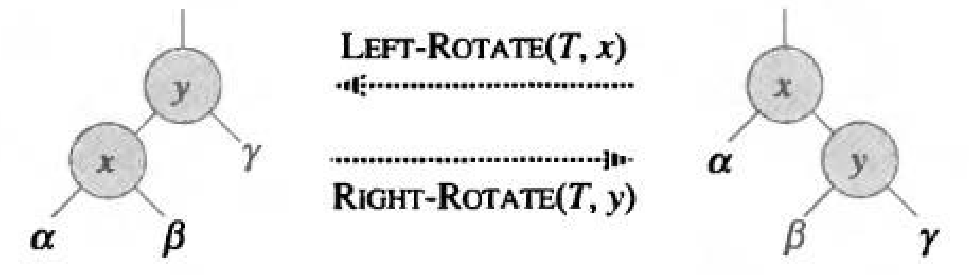 y
x
γ
α
β
LEFT-ROTATE(T, x)
RIGHT-ROTATE(T, y)
x
α
y
β
γ